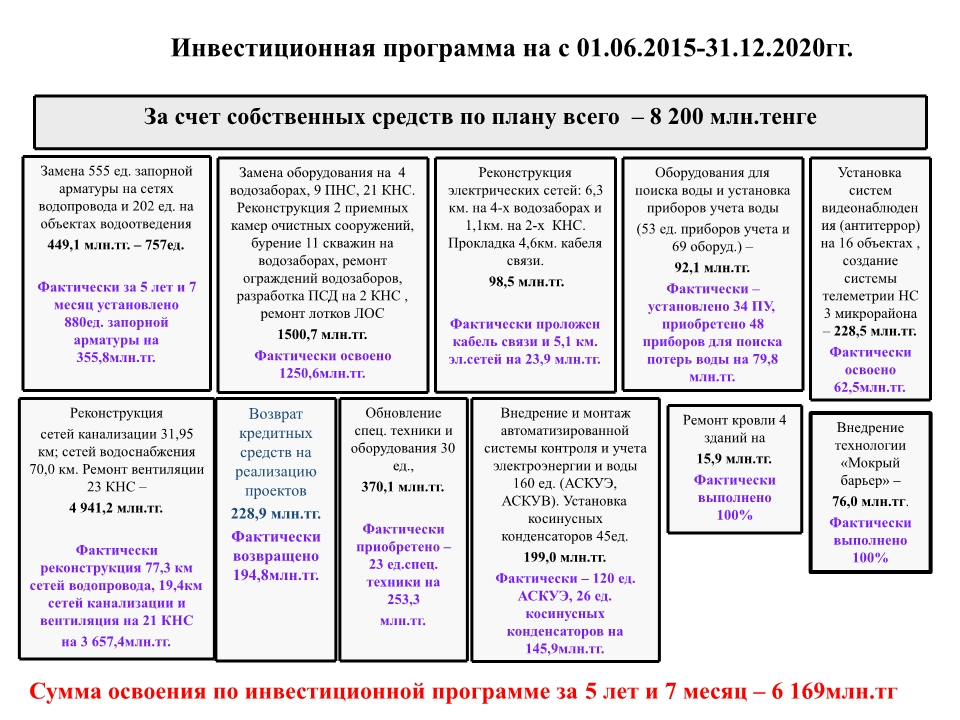 Инвестиционная программа на с 01.06.2015-31.12.2020гг.
За счет собственных средств по плану всего – 8 200 млн.тенге
Замена 555 ед. запорной
арматуры на сетях
водопровода и 202 ед. на
объектах водоотведения
449,1 млн.тг. – 757ед.
Фактически за 5 лет и 7
месяц установлено
880ед. запорной
арматуры на
355,8млн.тг.
Замена оборудования на 4
водозаборах, 9 ПНС, 21 КНС.
Реконструкция 2 приемных
камер очистных сооружений,
бурение 11 скважин на
водозаборах, ремонт
ограждений водозаборов,
разработка ПСД на 2 КНС ,
ремонт лотков ЛОС
1500,7 млн.тг.
Фактически освоено
1250,6млн.тг.
Реконструкция
электрических сетей: 6,3
км. на 4-х водозаборах и
1,1км. на 2-х КНС.
Прокладка 4,6км. кабеля
связи.
98,5 млн.тг.
Фактически проложен
кабель связи и 5,1 км.
эл.сетей на 23,9 млн.тг.
Оборудования для
поиска воды и установка
приборов учета воды
(53 ед. приборов учета и
69 оборуд.) –
92,1 млн.тг.
Фактически –
установлено 34 ПУ,
приобретено 48
приборов для поиска
потерь воды на 79,8
млн.тг.
Установка
систем
видеонаблюден
ия (антитеррор)
на 16 объектах ,
создание
системы
телеметрии НС
3 микрорайона
– 228,5 млн.тг.
Фактически
освоено
62,5млн.тг.
Реконструкция
сетей канализации 31,95
км; сетей водоснабжения
70,0 км. Ремонт вентиляции
23 КНС –
4 941,2 млн.тг.
Фактически
реконструкция 77,3 км
сетей водопровода, 19,4км
сетей канализации и
вентиляция на 21 КНС
на 3 657,4млн.тг.
Возврат
кредитных
средств на
реализацию
проектов
228,9 млн.тг.
Фактически
возвращено
194,8млн.тг.
Обновление
спец. техники и
оборудования 30
ед.,
370,1 млн.тг.
Фактически
приобретено –
23 ед.спец.
техники на
253,3
млн.тг.
Внедрение и монтаж
автоматизированной
системы контроля и учета
электроэнергии и воды
160 ед. (АСКУЭ,
АСКУВ). Установка
косинусных
конденсаторов 45ед.
199,0 млн.тг.
Фактически – 120 ед.
АСКУЭ, 26 ед.
косинусных
конденсаторов на
145,9млн.тг.
Ремонт кровли 4
зданий на
15,9 млн.тг.
Фактически
выполнено
100%
Внедрение
технологии
«Мокрый
барьер» –
76,0 млн.тг.
Фактически
выполнено
100%
Сумма освоения по инвестиционной программе за 5 лет и 7 месяц – 6 169млн.тг